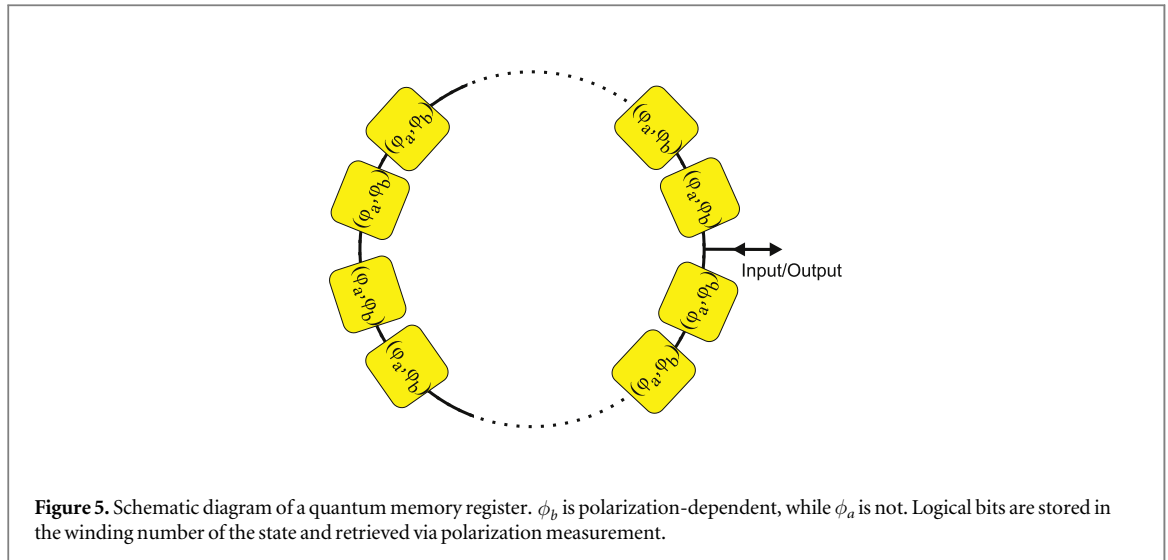 (φa,φb)
(φa,φb)
(φa,φb)
(φa,φb)
(φa,φb)
(φa,φb)
(φa,φb)
(φa,φb)
Input/Output
Figure 5. Schematic diagram of a quantum memory register. ϕb is polarization-dependent, while ϕa is not. Logical bits are stored in
the winding number of the state and retrieved via polarization measurement.